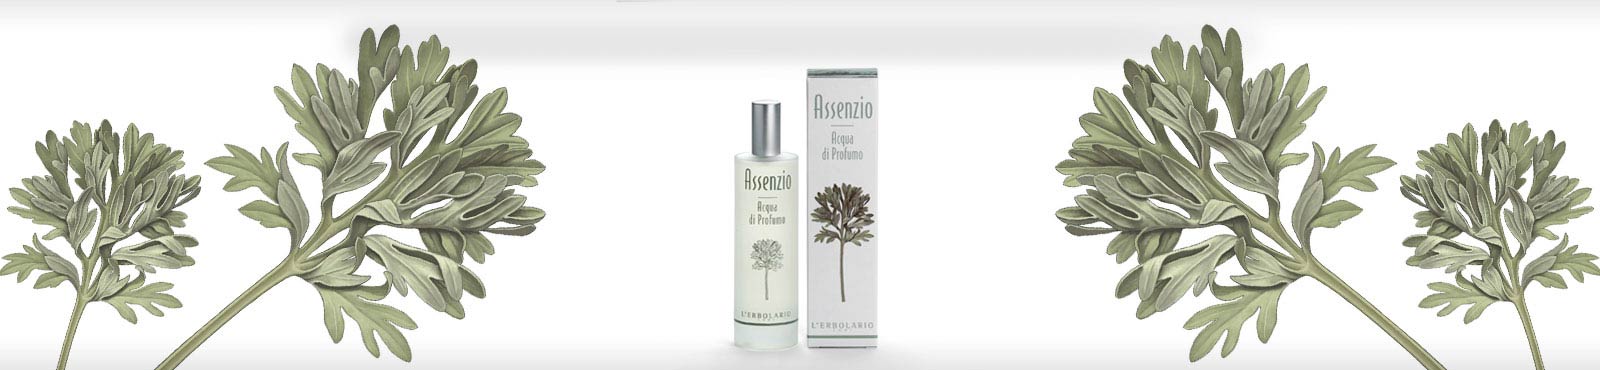 Assenzio
Acqua
di Profumo
L'ERBOLARIO
Assenzio
Acqua
di Profumo
L'ERBOLARIO